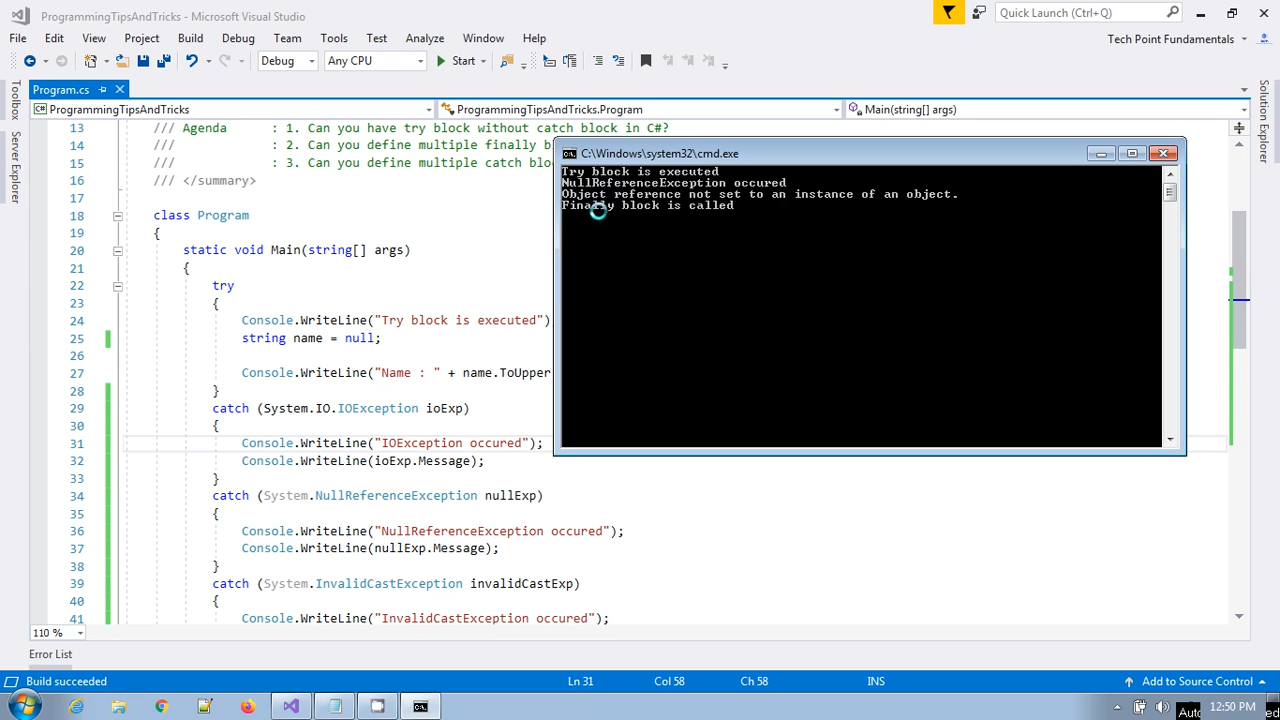 ProgrammingTipsAndTricks - Microsoft Visual Studio
Quick Launch (Ctrl+Q)
File Edit View Project Build Debug Team Tools Test Analyze Window Help
Tech Point Fundamentals
Debug Any CPU Start
Program.cs
ProgrammingTipsAndTricks ProgrammingTipsAndTricks.Program Main(string[] args)
Toolbox
Server Explorer
Solution Explorer
13 /// Agenda : 1. Can you have try block without catch block in C#?
14 /// : 2. Can you define multiple finally b
15 /// : 3. Can you define multiple catch bloc
16 /// </summary>
17
18 class Program
19 {
20 static void Main(string[] args)
21 {
22 try
23 {
24 Console.WriteLine("Try block is executed")
25 string name = null;
26
27 Console.WriteLine("Name : " + name.ToUpper
28 }
29 catch (System.IO.IOException ioExp)
30 {
31 Console.WriteLine("IOException occured");
32 Console.WriteLine(ioExp.Message);
33 }
34 catch (System.NullReferenceException nullExp)
35 {
36 Console.WriteLine("NullReferenceException occured");
37 Console.WriteLine(nullExp.Message);
38 }
39 catch (System.InvalidCastException invalidCastExp)
40 {
41 Console.WriteLine("InvalidCastException occured");
C:\Windows\system32\cmd.exe
Try block is executed
NullReferenceException occured
Object reference not set to an instance of an object.
Finally block is called
110 %
Error List
Build succeeded Ln 31 Col 58 Ch 58 INS Add to Source Control
12:50 PM